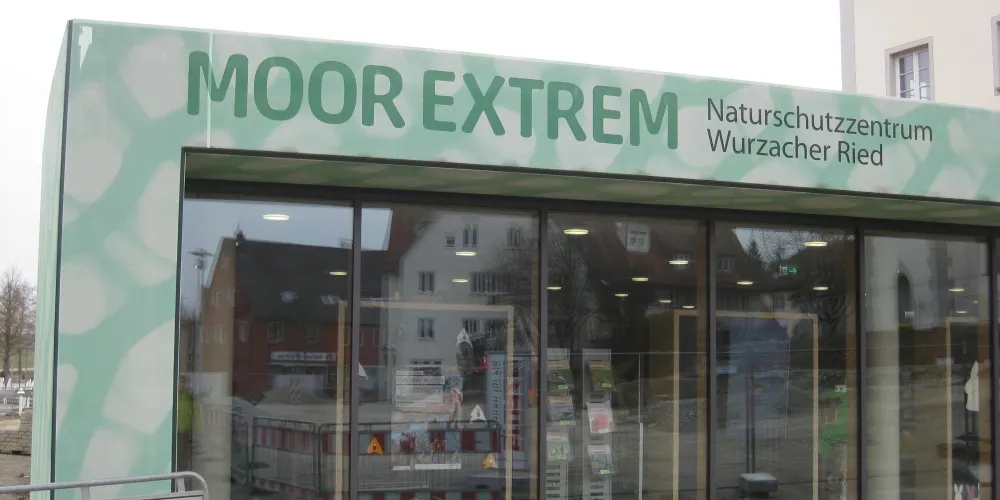 MOOR EXTREM
Naturschutzzentrum
Wurzacher Ried